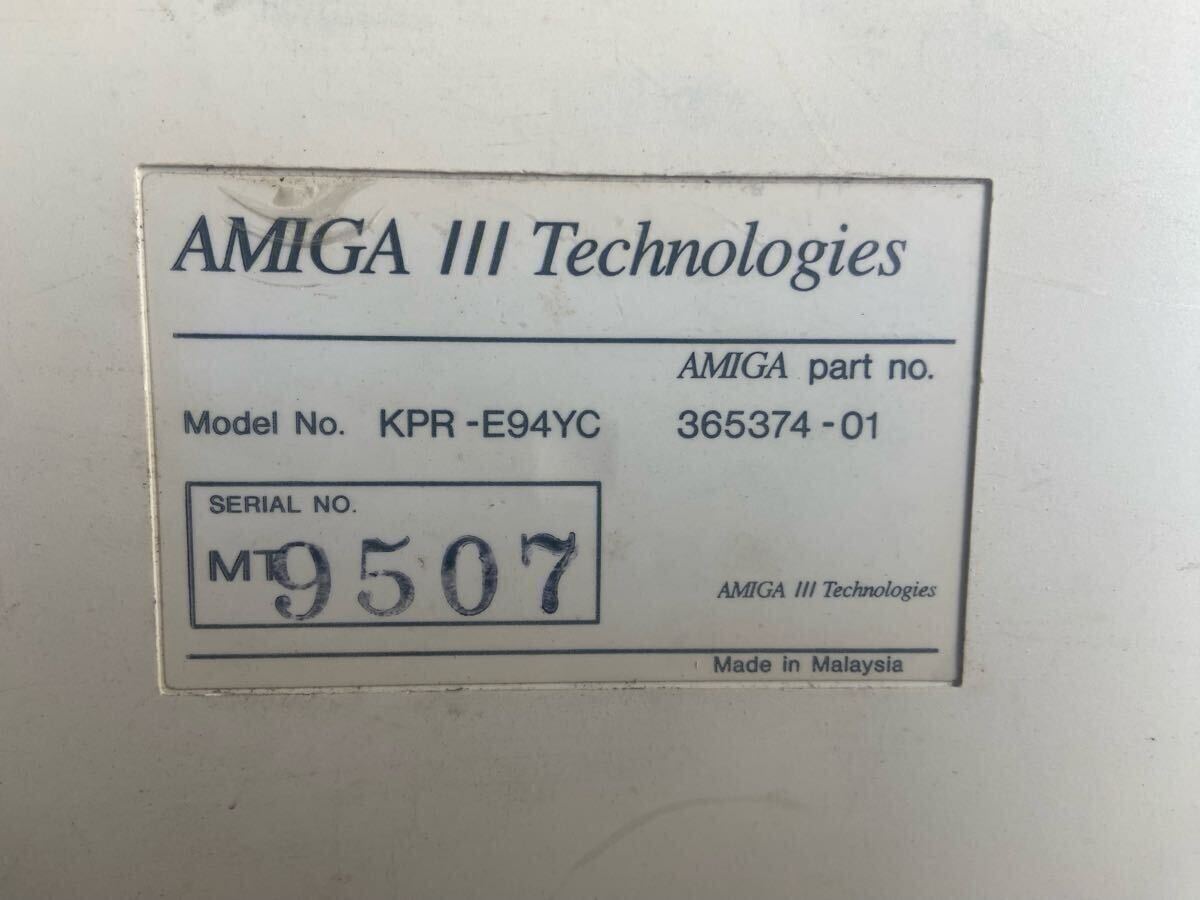 AMIGA III Technologies
AMIGA part no.
Model No. KPR-E94YC 365374-01
SERIAL NO.
MT9507
AMIGA III Technologies
Made in Malaysia